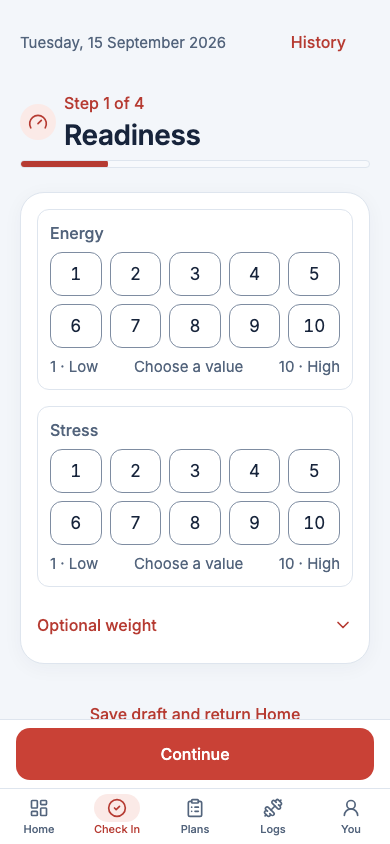 Tuesday, 15 September 2026
History
Step 1 of 4
Readiness
Energy
1 2 3 4 5
6 7 8 9 10
1 · Low Choose a value 10 · High
Stress
1 2 3 4 5
6 7 8 9 10
1 · Low Choose a value 10 · High
Optional weight
Save draft and return Home
Continue
Home Check In Plans Logs You